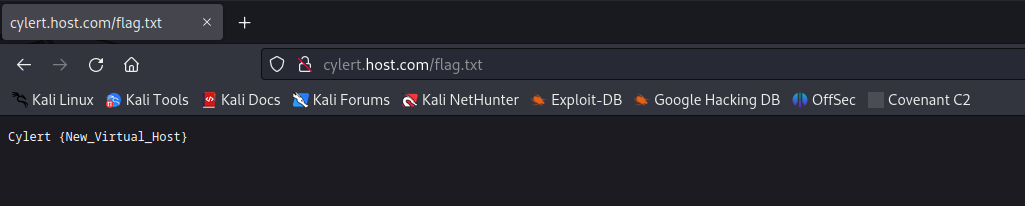 cylert.host.com/flag.txt
cylert.host.com/flag.txt
Kali Linux Kali Tools Kali Docs Kali Forums Kali NetHunter Exploit-DB Google Hacking DB OffSec Covenant C2
Cylert {New_Virtual_Host}